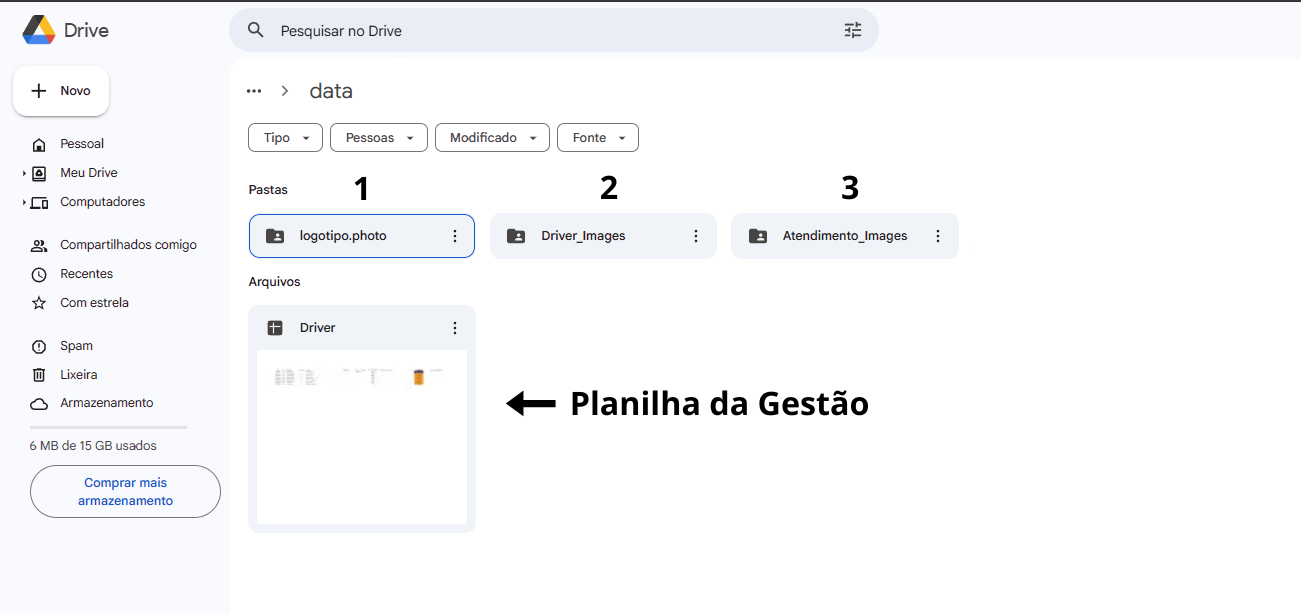 Drive
Pesquisar no Drive
Novo
data
Tipo
Pessoas
Modificado
Fonte
Pessoal
Meu Drive
Computadores
Compartilhados comigo
Recentes
Com estrela
Spam
Lixeira
Armazenamento
6 MB de 15 GB usados
Comprar mais
armazenamento
Pastas
1
2
3
logotipo.photo
Driver_Images
Atendimento_Images
Arquivos
Driver
Planilha da Gestão